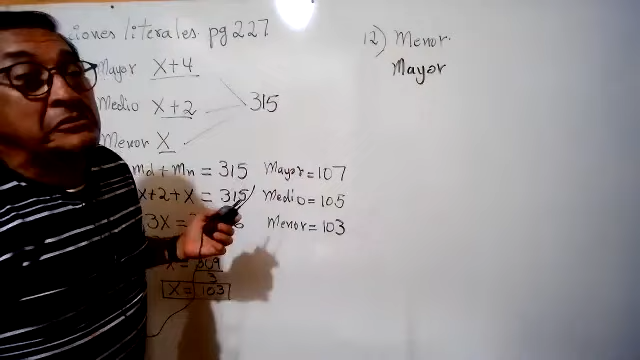 ciones literales pg 227
Mayor X+4
Medio X+2
315
Menor X
Md + Mn = 315
X+2+X = 315
3X =
X = 309
3
X = 103
Mayor = 107
Medio = 105
Menor = 103
12) Menor.
Mayor